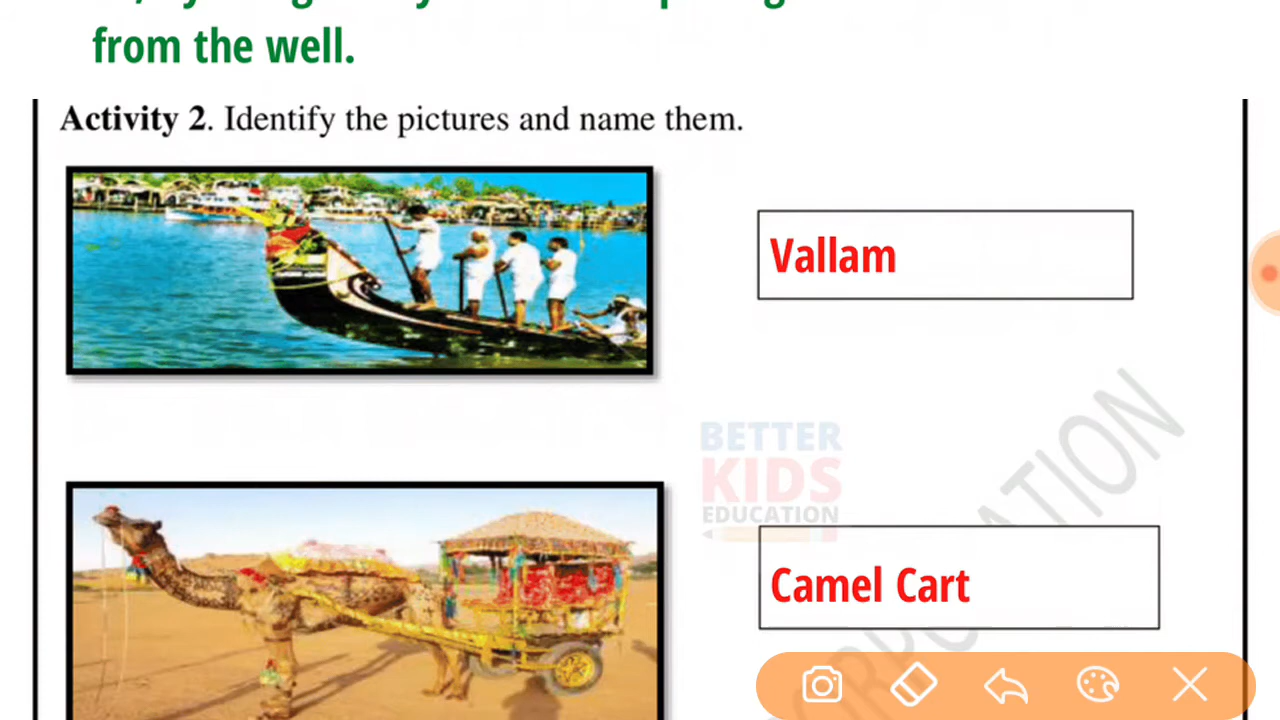 from the well.
Activity 2. Identify the pictures and name them.
Vallam
BETTER
KIDS
EDUCATION
Camel Cart